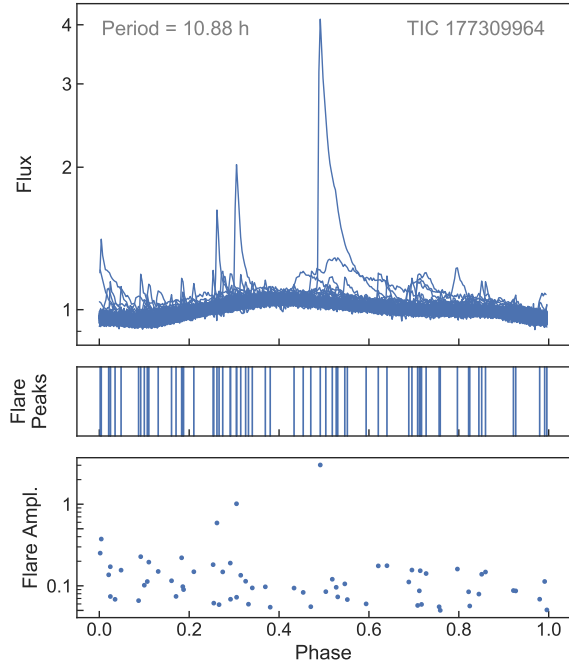 Period = 10.88 h
TIC 177309964
4
3
2
1
Flux
Flare
Peaks
1
0.1
Flare Ampl.
0.0 0.2 0.4 0.6 0.8 1.0
Phase